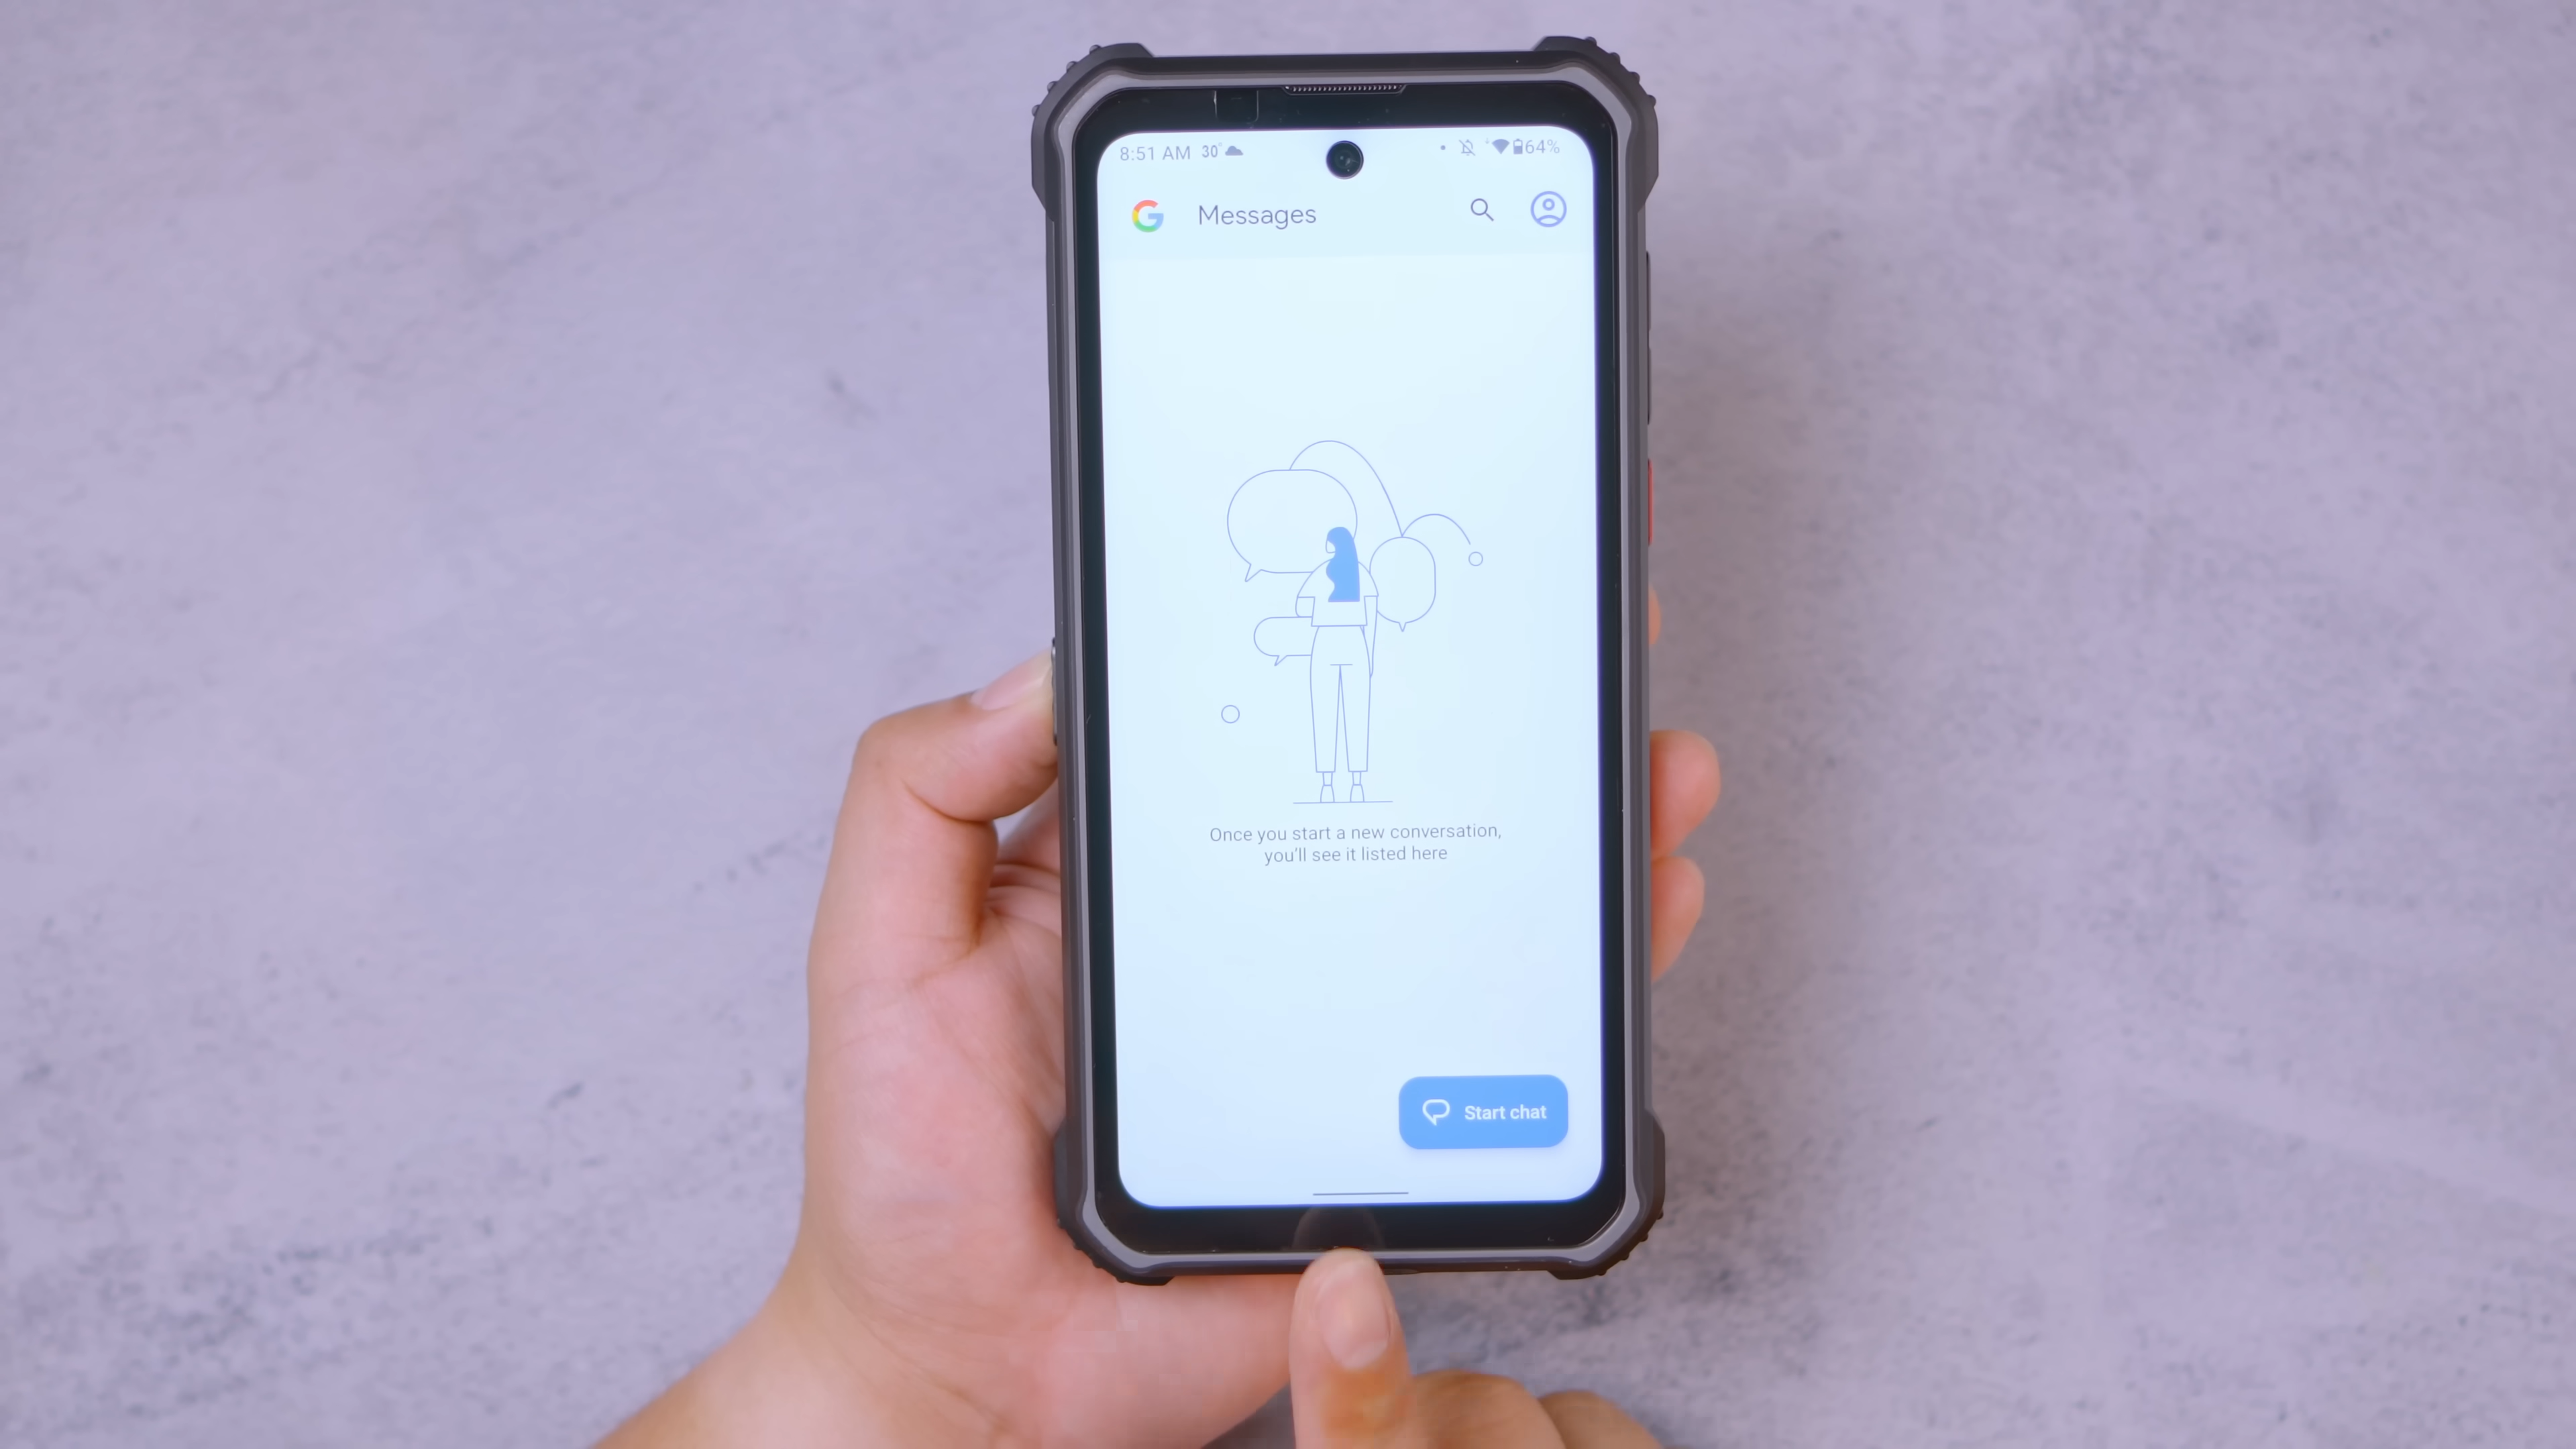 8:51 AM 30° 64%
G Messages
Once you start a new conversation,
you'll see it listed here
Start chat